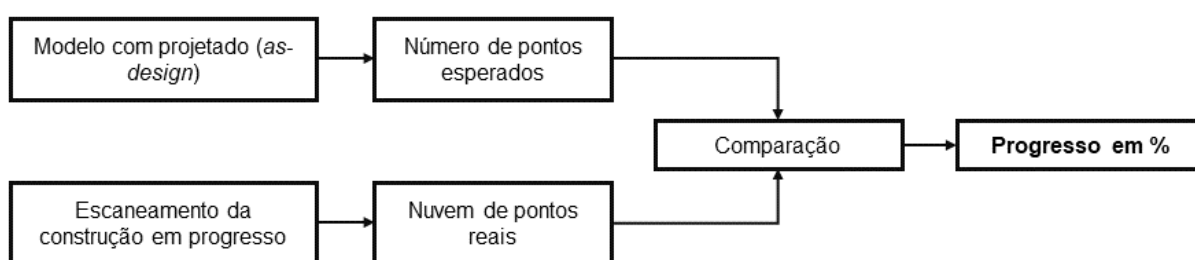 Modelo com projetado (as-
design)
Número de pontos
esperados
Comparação
Progresso em %
Escaneamento da
construção em progresso
Nuvem de pontos
reais